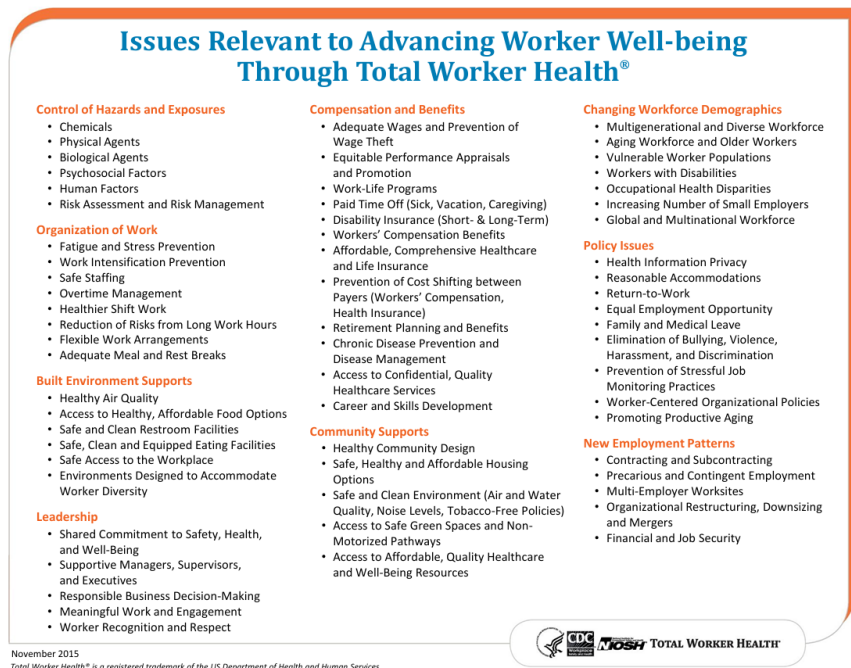 Issues Relevant to Advancing Worker Well-being
Through Total Worker Health®
Control of Hazards and Exposures
• Chemicals
• Physical Agents
• Biological Agents
• Psychosocial Factors
• Human Factors
• Risk Assessment and Risk Management
Organization of Work
• Fatigue and Stress Prevention
• Work Intensification Prevention
• Safe Staffing
• Overtime Management
• Healthier Shift Work
• Reduction of Risks from Long Work Hours
• Flexible Work Arrangements
• Adequate Meal and Rest Breaks
Built Environment Supports
• Healthy Air Quality
• Access to Healthy, Affordable Food Options
• Safe and Clean Restroom Facilities
• Safe, Clean and Equipped Eating Facilities
• Safe Access to the Workplace
• Environments Designed to Accommodate
Worker Diversity
Leadership
• Shared Commitment to Safety, Health,
and Well-Being
• Supportive Managers, Supervisors,
and Executives
• Responsible Business Decision-Making
• Meaningful Work and Engagement
• Worker Recognition and Respect
Compensation and Benefits
• Adequate Wages and Prevention of
Wage Theft
• Equitable Performance Appraisals
and Promotion
• Work-Life Programs
• Paid Time Off (Sick, Vacation, Caregiving)
• Disability Insurance (Short- & Long-Term)
• Workers' Compensation Benefits
• Affordable, Comprehensive Healthcare
and Life Insurance
• Prevention of Cost Shifting between
Payers (Workers' Compensation,
Health Insurance)
• Retirement Planning and Benefits
• Chronic Disease Prevention and
Disease Management
• Access to Confidential, Quality
Healthcare Services
• Career and Skills Development
Community Supports
• Healthy Community Design
• Safe, Healthy and Affordable Housing
Options
• Safe and Clean Environment (Air and Water
Quality, Noise Levels, Tobacco-Free Policies)
• Access to Safe Green Spaces and Non-
Motorized Pathways
• Access to Affordable, Quality Healthcare
and Well-Being Resources
Changing Workforce Demographics
• Multigenerational and Diverse Workforce
• Aging Workforce and Older Workers
• Vulnerable Worker Populations
• Workers with Disabilities
• Occupational Health Disparities
• Increasing Number of Small Employers
• Global and Multinational Workforce
Policy Issues
• Health Information Privacy
• Reasonable Accommodations
• Return-to-Work
• Equal Employment Opportunity
• Family and Medical Leave
• Elimination of Bullying, Violence,
Harassment, and Discrimination
• Prevention of Stressful Job
Monitoring Practices
• Worker-Centered Organizational Policies
• Promoting Productive Aging
New Employment Patterns
• Contracting and Subcontracting
• Precarious and Contingent Employment
• Multi-Employer Worksites
• Organizational Restructuring, Downsizing
and Mergers
• Financial and Job Security
CDC
NIOSH TOTAL WORKER HEALTH®
November 2015
Total Worker Health® is a registered trademark of the US Department of Health and Human Services